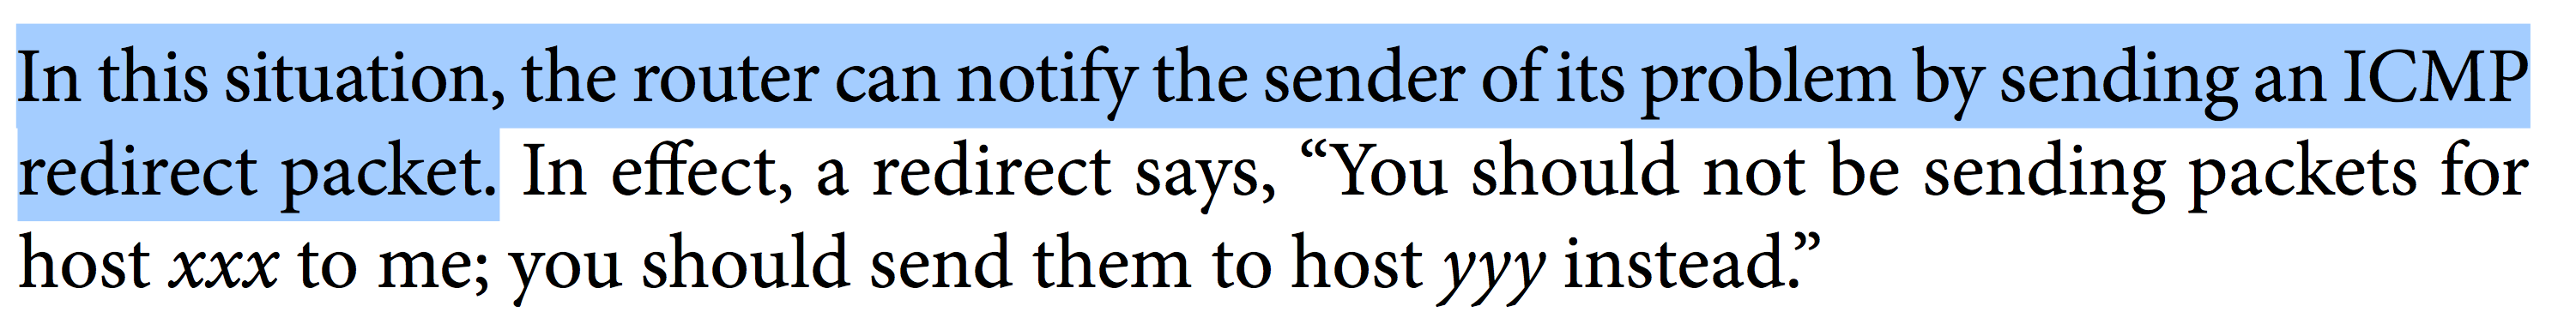 In this situation, the router can notify the sender of its problem by sending an ICMP
redirect packet. In effect, a redirect says, “You should not be sending packets for
host xxx to me; you should send them to host yyy instead.”